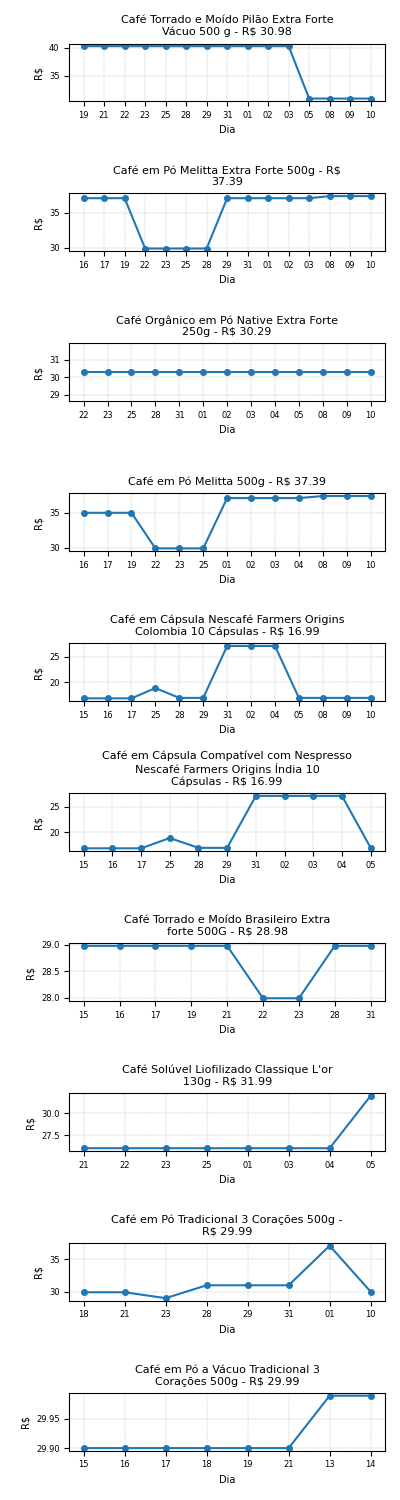 Café Torrado e Moído Pilão Extra Forte
Vácuo 500 g - R$ 30.98
40
35
R$
19 21 22 23 25 28 29 31 01 02 03 05 08 09 10
Dia
Café em Pó Melitta Extra Forte 500g - R$
37.39
35
30
R$
16 17 19 22 23 25 28 29 31 01 02 03 08 09 10
Dia
Café Orgânico em Pó Native Extra Forte
250g - R$ 30.29
31
30
29
R$
22 23 25 28 31 01 02 03 04 05 08 09 10
Dia
Café em Pó Melitta 500g - R$ 37.39
35
30
R$
16 17 19 22 23 25 01 02 03 04 08 09 10
Dia
Café em Cápsula Nescafé Farmers Origins
Colombia 10 Cápsulas - R$ 16.99
25
20
R$
15 16 17 25 28 29 31 02 04 05 08 09 10
Dia
Café em Cápsula Compatível com Nespresso
Nescafé Farmers Origins Índia 10
Cápsulas - R$ 16.99
25
20
R$
15 16 17 25 28 29 31 02 03 04 05
Dia
Café Torrado e Moído Brasileiro Extra
forte 500G - R$ 28.98
29.0
28.5
28.0
R$
15 16 17 19 21 22 23 28 31
Dia
Café Solúvel Liofilizado Classique L'or
130g - R$ 31.99
30.0
27.5
R$
21 22 23 25 01 03 04 05
Dia
Café em Pó Tradicional 3 Corações 500g -
R$ 29.99
35
30
R$
18 21 23 28 29 31 01 10
Dia
Café em Pó a Vácuo Tradicional 3
Corações 500g - R$ 29.99
29.95
29.90
R$
15 16 17 18 19 21 13 14
Dia